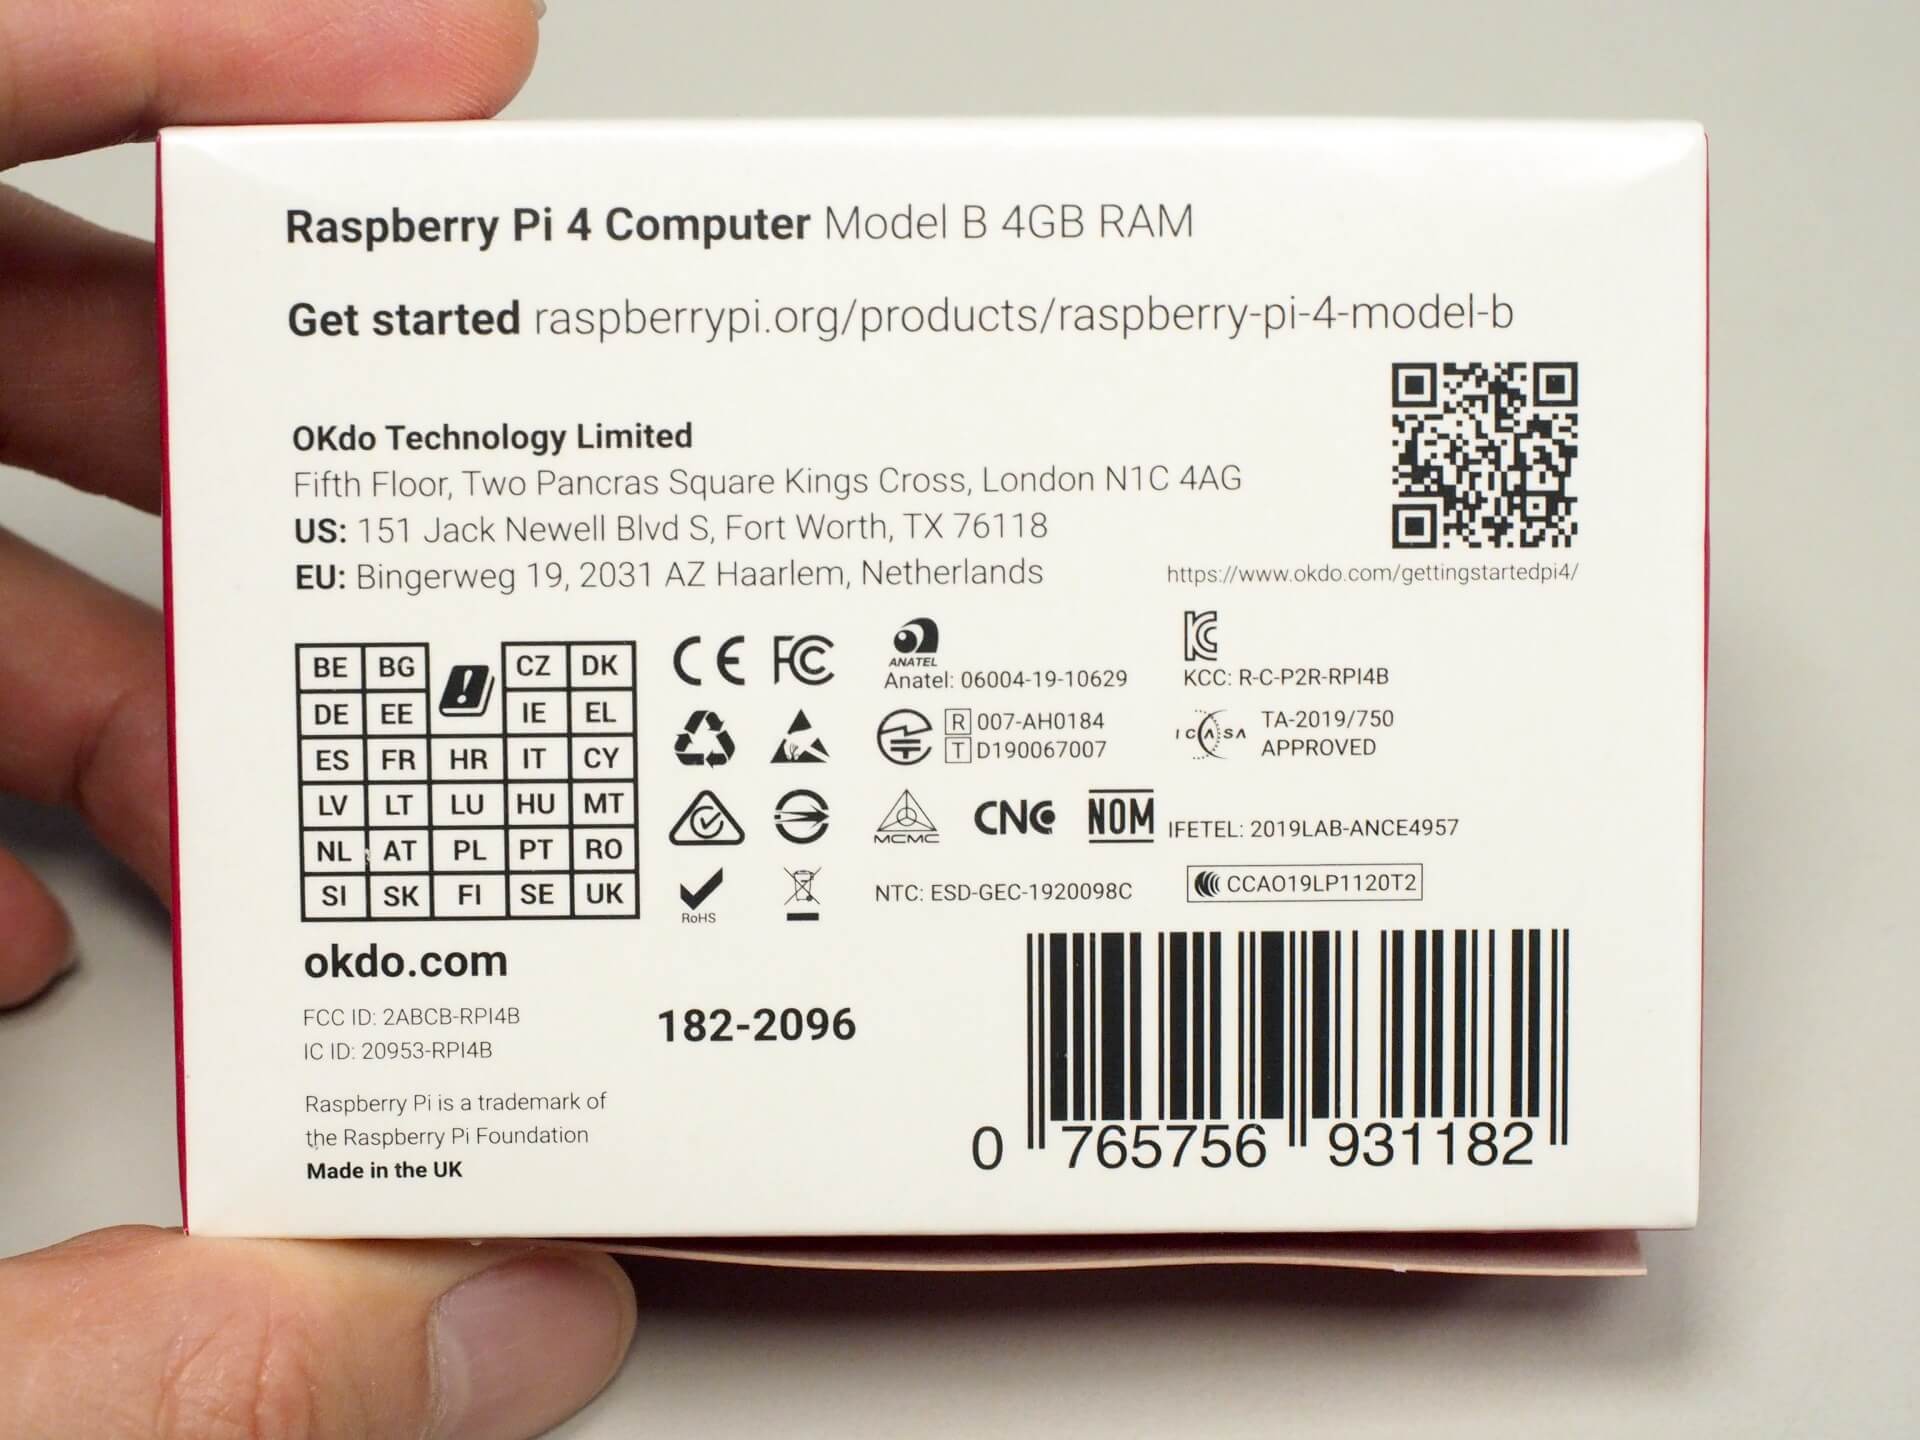 Raspberry Pi 4 Computer Model B 4GB RAM
Get started raspberrypi.org/products/raspberry-pi-4-model-b
OKdo Technology Limited
Fifth Floor, Two Pancras Square Kings Cross, London N1C 4AG
US: 151 Jack Newell Blvd S, Fort Worth, TX 76118
EU: Bingerweg 19, 2031 AZ Haarlem, Netherlands
https://www.okdo.com/gettingstartedpi4/
BE BG CZ DK
DE EE IE EL
ES FR HR IT CY
LV LT LU HU MT
NL AT PL PT RO
SI SK FI SE UK
CE FC
ANATEL
Anatel: 06004-19-10629
KC
KCC: R-C-P2R-RPI4B
R 007-AH0184
T D190067007
ICASA
TA-2019/750
APPROVED
MCMC
CNC
NOM
IFETEL: 2019LAB-ANCE4957
RoHS
NTC: ESD-GEC-1920098C
CCAO19LP1120T2
okdo.com
FCC ID: 2ABCB-RPI4B
IC ID: 20953-RPI4B
182-2096
Raspberry Pi is a trademark of
the Raspberry Pi Foundation
Made in the UK
0 765756 931182